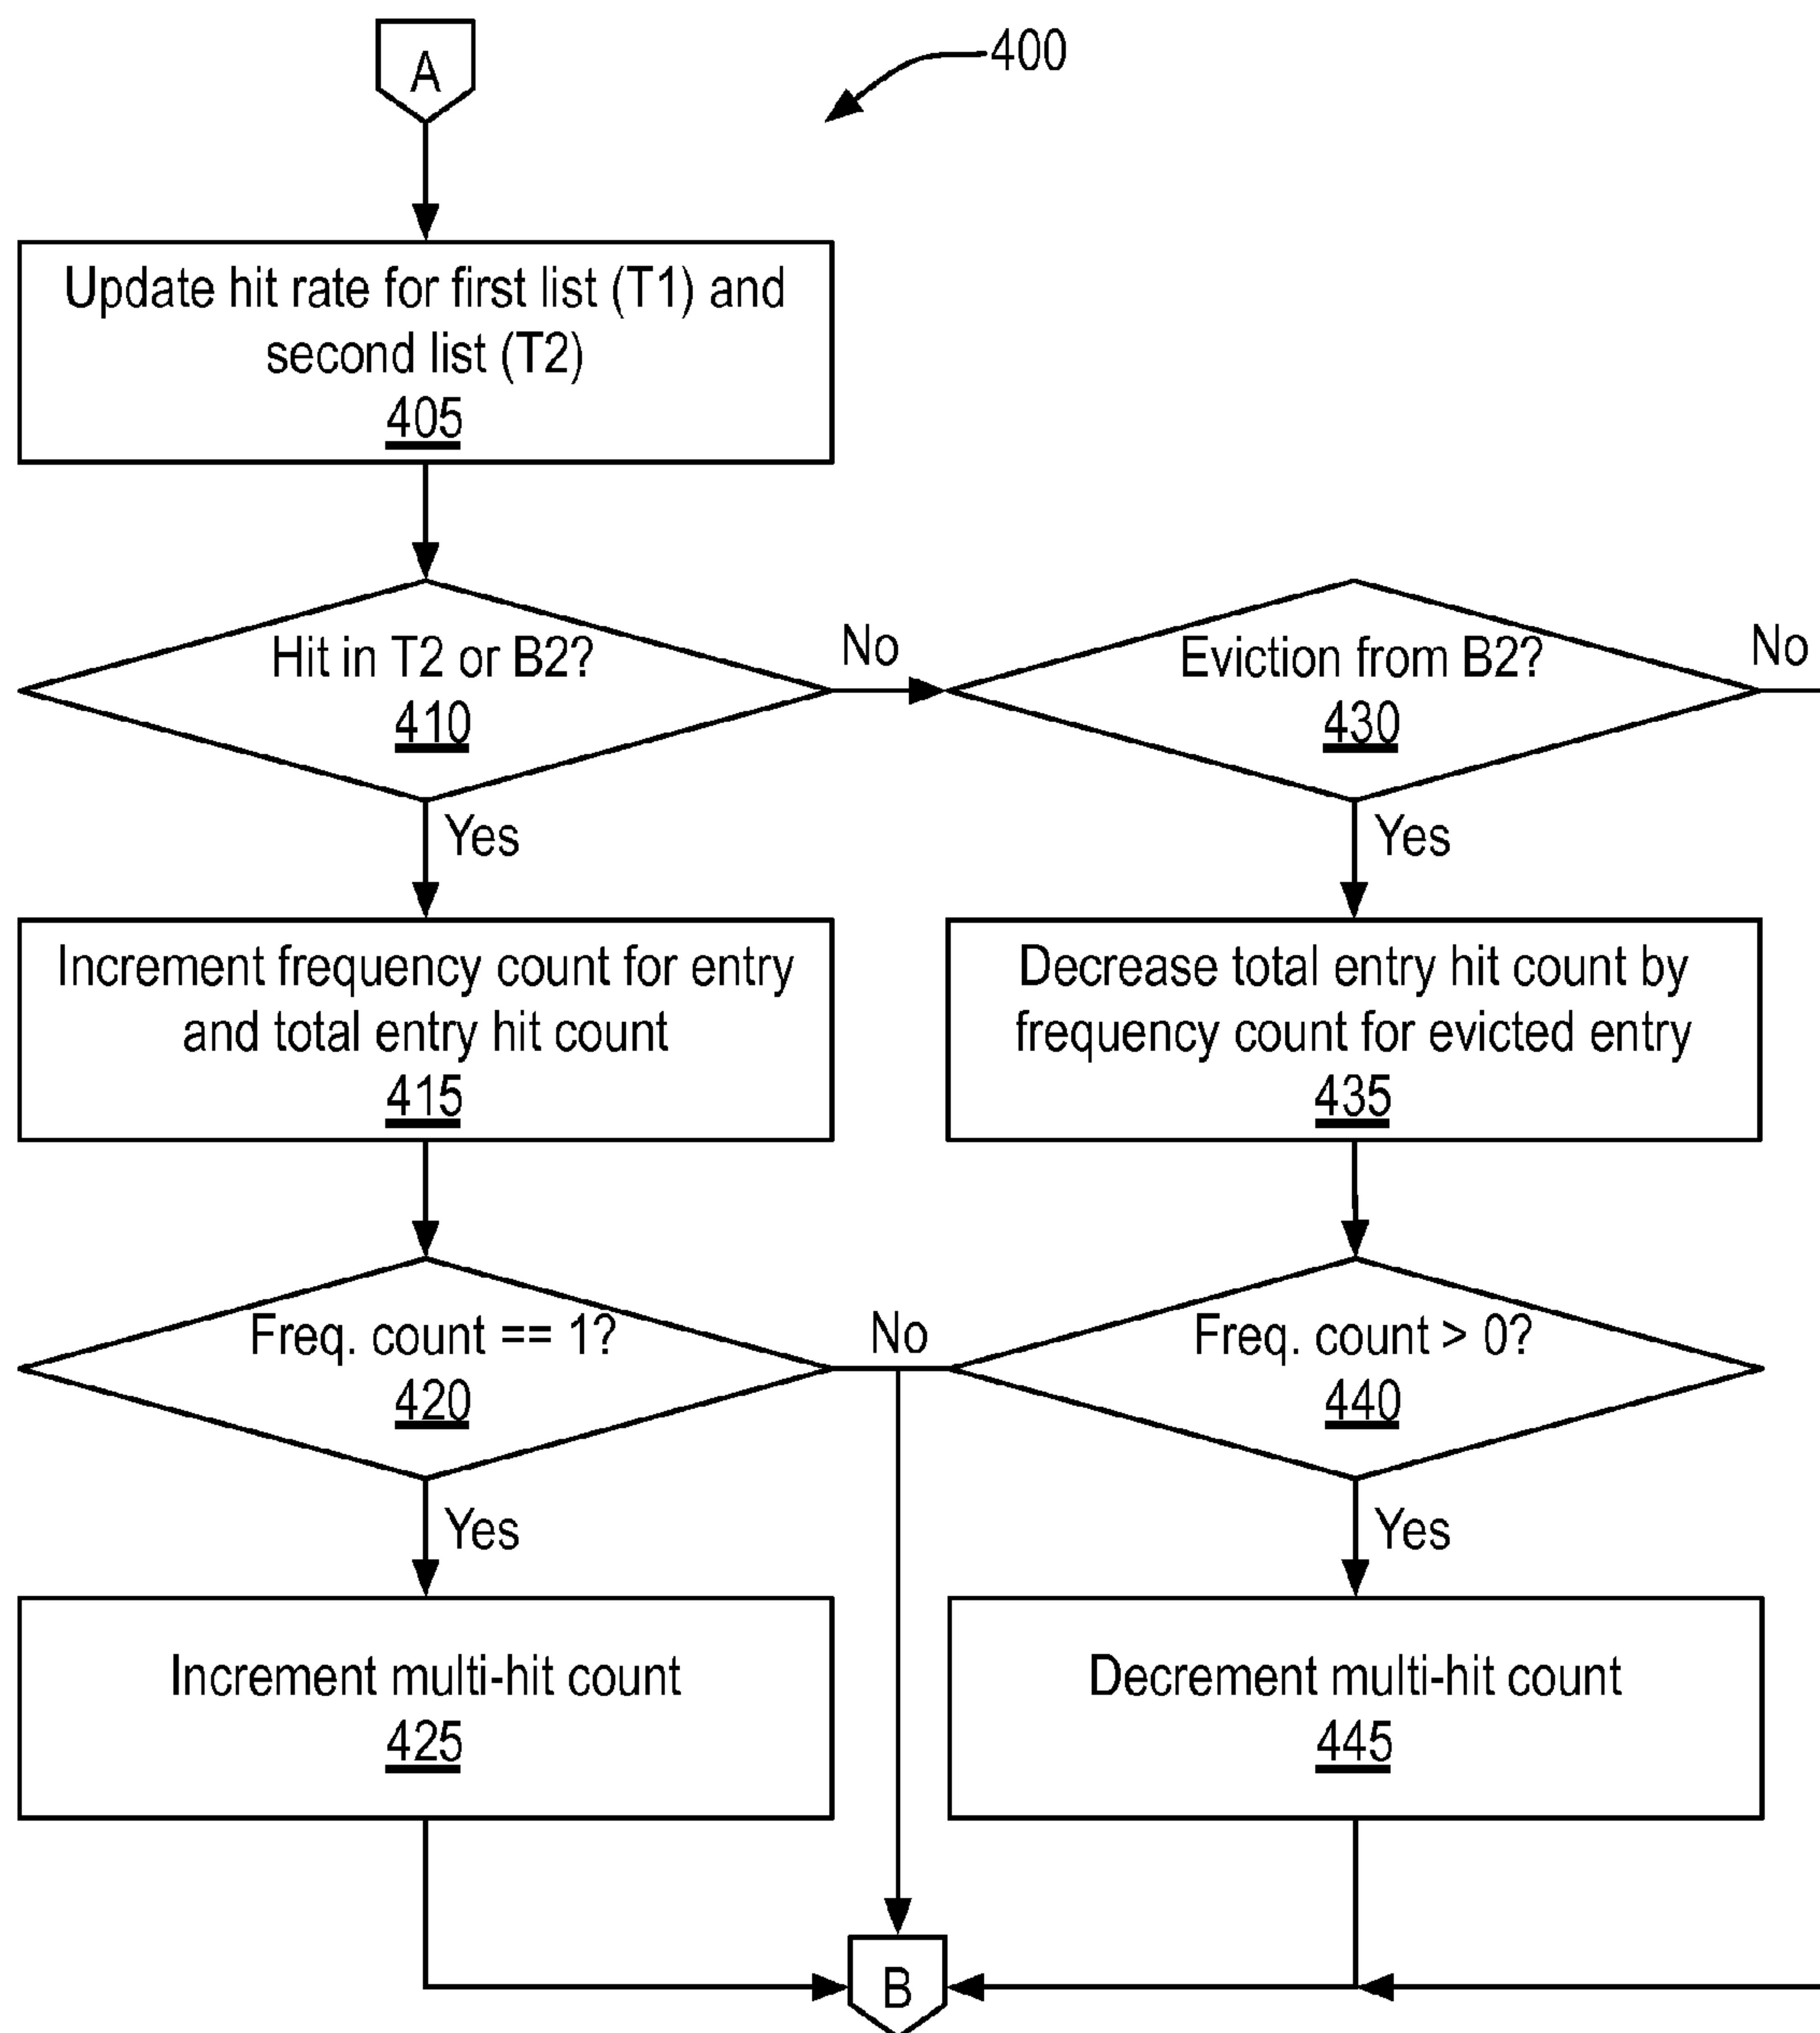 A
400
Update hit rate for first list (T1) and
second list (T2)
405
Hit in T2 or B2?
410
No
Eviction from B2?
430
No
Yes
Yes
Increment frequency count for entry
and total entry hit count
415
Decrease total entry hit count by
frequency count for evicted entry
435
Freq. count == 1?
420
No
Freq. count > 0?
440
Yes
Yes
Increment multi-hit count
425
Decrement multi-hit count
445
B